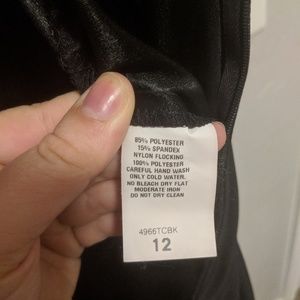 85% POLYESTER
15% SPANDEX
NYLON FLOCKING
100% POLYESTER
CAREFUL HAND WASH
ONLY COLD WATER.
NO BLEACH DRY FLAT
MODERATE IRON
DO NOT DRY CLEAN
4966TCBK
12